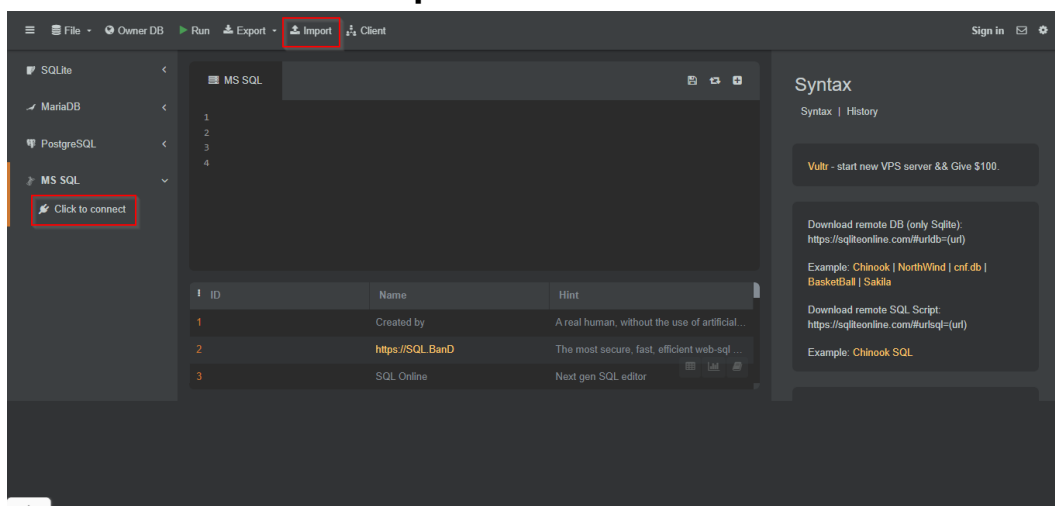 File Owner DB Run Export Import Client Sign in
SQLite
MariaDB
PostgreSQL
MS SQL
Click to connect
MS SQL
1
2
3
4
ID Name Hint
1 Created by A real human, without the use of artificial...
2 https://SQL.BanD The most secure, fast, efficient web-sql ...
3 SQL Online Next gen SQL editor
Syntax
Syntax | History
Vultr - start new VPS server && Give $100.
Download remote DB (only Sqlite):
https://sqliteonline.com/#urldb=(url)
Example: Chinook | NorthWind | cnf.db |
BasketBall | Sakila
Download remote SQL Script:
https://sqliteonline.com/#urlsql=(url)
Example: Chinook SQL